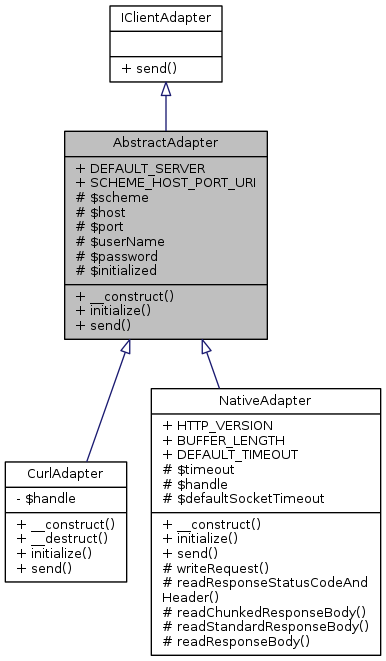 IClientAdapter
+ send()
AbstractAdapter
+ DEFAULT_SERVER
+ SCHEME_HOST_PORT_URI
# $scheme
# $host
# $port
# $userName
# $password
# $initialized
+ __construct()
+ initialize()
+ send()
NativeAdapter
+ HTTP_VERSION
+ BUFFER_LENGTH
+ DEFAULT_TIMEOUT
# $timeout
# $handle
# $defaultSocketTimeout
+ __construct()
+ initialize()
+ send()
# writeRequest()
# readResponseStatusCodeAnd
Header()
# readChunkedResponseBody()
# readStandardResponseBody()
# readResponseBody()
CurlAdapter
- $handle
+ __construct()
+ __destruct()
+ initialize()
+ send()